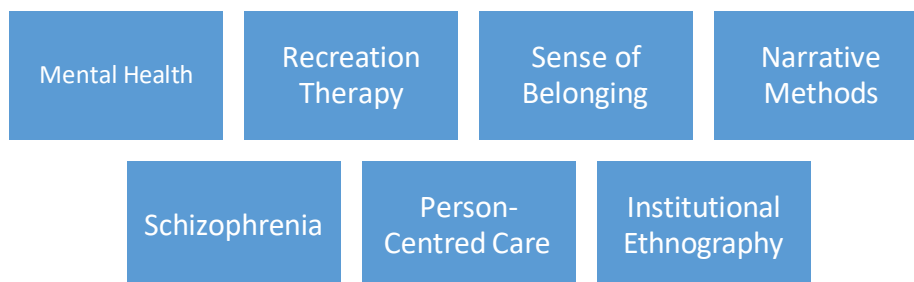 Mental Health
Recreation
Therapy
Sense of
Belonging
Narrative
Methods
Schizophrenia
Person-
Centred Care
Institutional
Ethnography